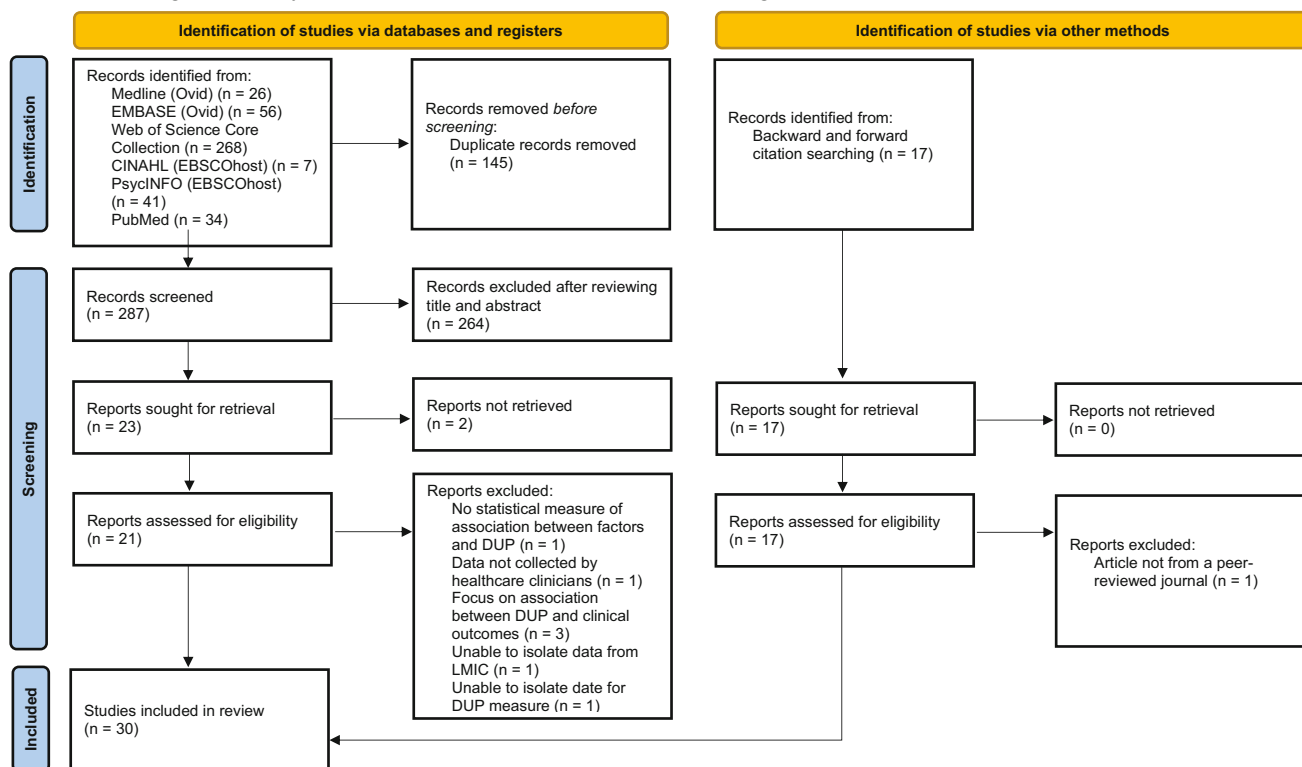 Identification of studies via databases and registers
Identification of studies via other methods
Identification
Records identified from:
Medline (Ovid) (n = 26)
EMBASE (Ovid) (n = 56)
Web of Science Core
Collection (n = 268)
CINAHL (EBSCOhost) (n = 7)
PsycINFO (EBSCOhost)
(n = 41)
PubMed (n = 34)
Records removed before
screening:
Duplicate records removed
(n = 145)
Records identified from:
Backward and forward
citation searching (n = 17)
Screening
Records screened
(n = 287)
Records excluded after reviewing
title and abstract
(n = 264)
Reports sought for retrieval
(n = 23)
Reports not retrieved
(n = 2)
Reports sought for retrieval
(n = 17)
Reports not retrieved
(n = 0)
Reports assessed for eligibility
(n = 21)
Reports excluded:
No statistical measure of
association between factors
and DUP (n = 1)
Data not collected by
healthcare clinicians (n = 1)
Focus on association
between DUP and clinical
outcomes (n = 3)
Unable to isolate data from
LMIC (n = 1)
Unable to isolate date for
DUP measure (n = 1)
Reports assessed for eligibility
(n = 17)
Reports excluded:
Article not from a peer-
reviewed journal (n = 1)
Included
Studies included in review
(n = 30)